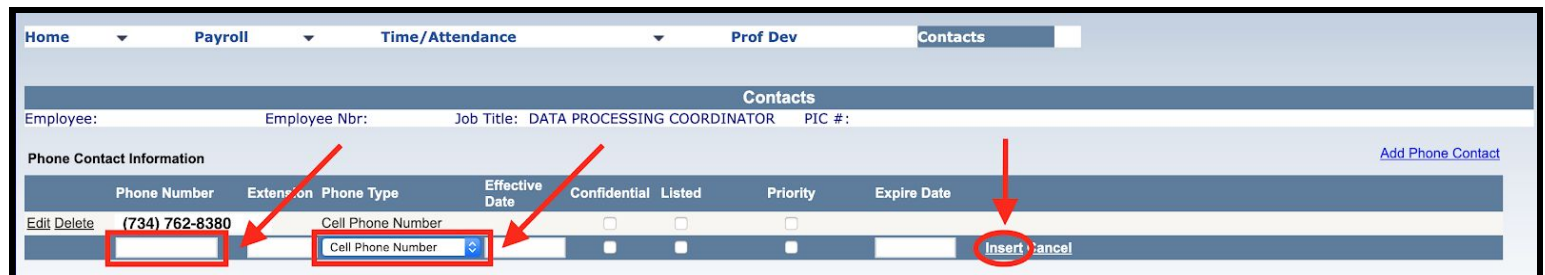 Home Payroll Time/Attendance Prof Dev Contacts
Contacts
Employee: Employee Nbr: Job Title: DATA PROCESSING COORDINATOR PIC #:
Phone Contact Information Add Phone Contact
Phone Number Extension Phone Type Effective Date Confidential Listed Priority Expire Date
Edit Delete (734) 762-8380 Cell Phone Number
Cell Phone Number Insert Cancel